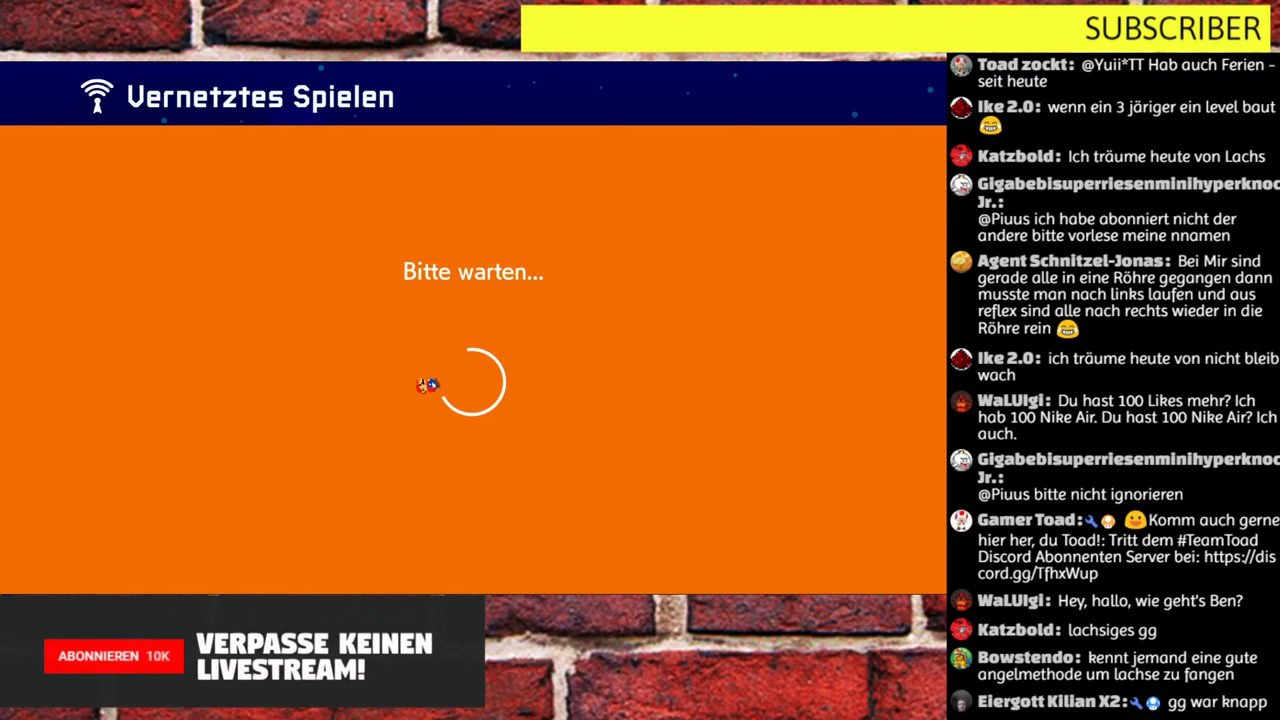 SUBSCRIBER
Vernetztes Spielen
Bitte warten...
ABONNIEREN 10K
VERPASSE KEINEN
LIVESTREAM!
Toad zockt: @Yuii*TT Hab auch Ferien -
seit heute
Ike 2.0: wenn ein 3 järiger ein level baut
😂
Katzbold: Ich träume heute von Lachs
Gigabebisuperriesenminihyperknoc
Jr.:
@Piuus ich habe abonniert nicht der
andere bitte vorlese meine nnamen
Agent Schnitzel-Jonas: Bei Mir sind
gerade alle in eine Röhre gegangen dann
musste man nach links laufen und aus
reflex sind alle nach rechts wieder in die
Röhre rein 😂
Ike 2.0: ich träume heute von nicht bleib
wach
WaLUIgi: Du hast 100 Likes mehr? Ich
hab 100 Nike Air. Du hast 100 Nike Air? Ich
auch.
Gigabebisuperriesenminihyperknoc
Jr.:
@Piuus bitte nicht ignorieren
Gamer Toad: Komm auch gerne
hier her, du Toad!: Tritt dem #TeamToad
Discord Abonnenten Server bei: https://dis
cord.gg/TfhxWup
WaLUIgi: Hey, hallo, wie geht's Ben?
Katzbold: lachsiges gg
Bowstendo: kennt jemand eine gute
angelmethode um lachse zu fangen
Eiergott Kilian X2: gg war knapp